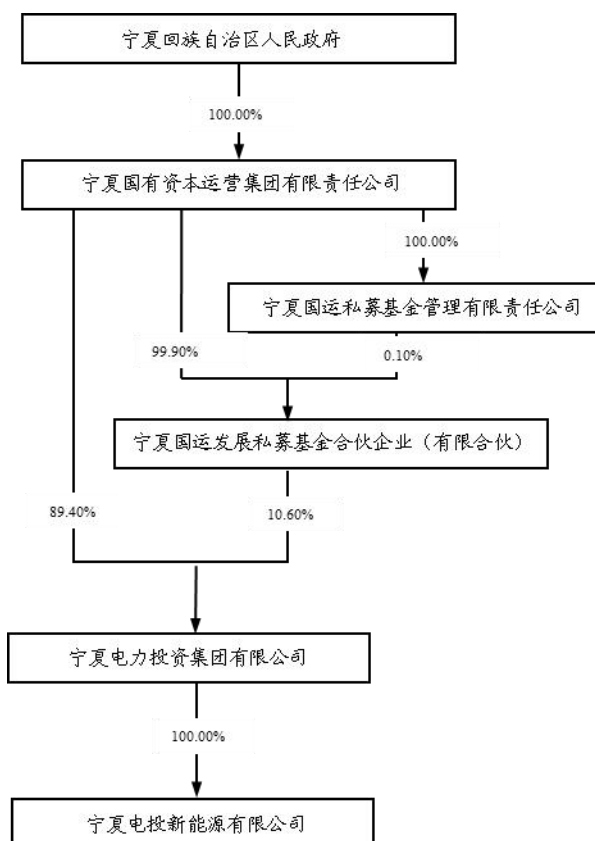 宁夏回族自治区人民政府
100.00%
宁夏国有资本运营集团有限责任公司
100.00%
宁夏国运私募基金管理有限责任公司
99.90%
0.10%
宁夏国运发展私募基金合伙企业（有限合伙）
89.40%
10.60%
宁夏电力投资集团有限公司
100.00%
宁夏电投新能源有限公司